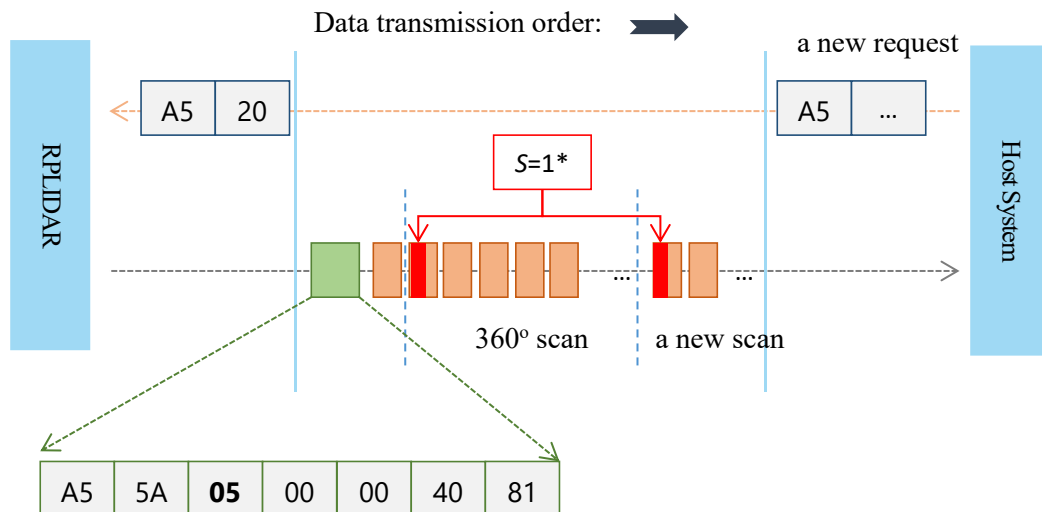 Data transmission order:
a new request
A5 20
A5 ...
RPLIDAR
Host System
S=1*
... ...
360° scan
a new scan
A5 5A 05 00 00 40 81